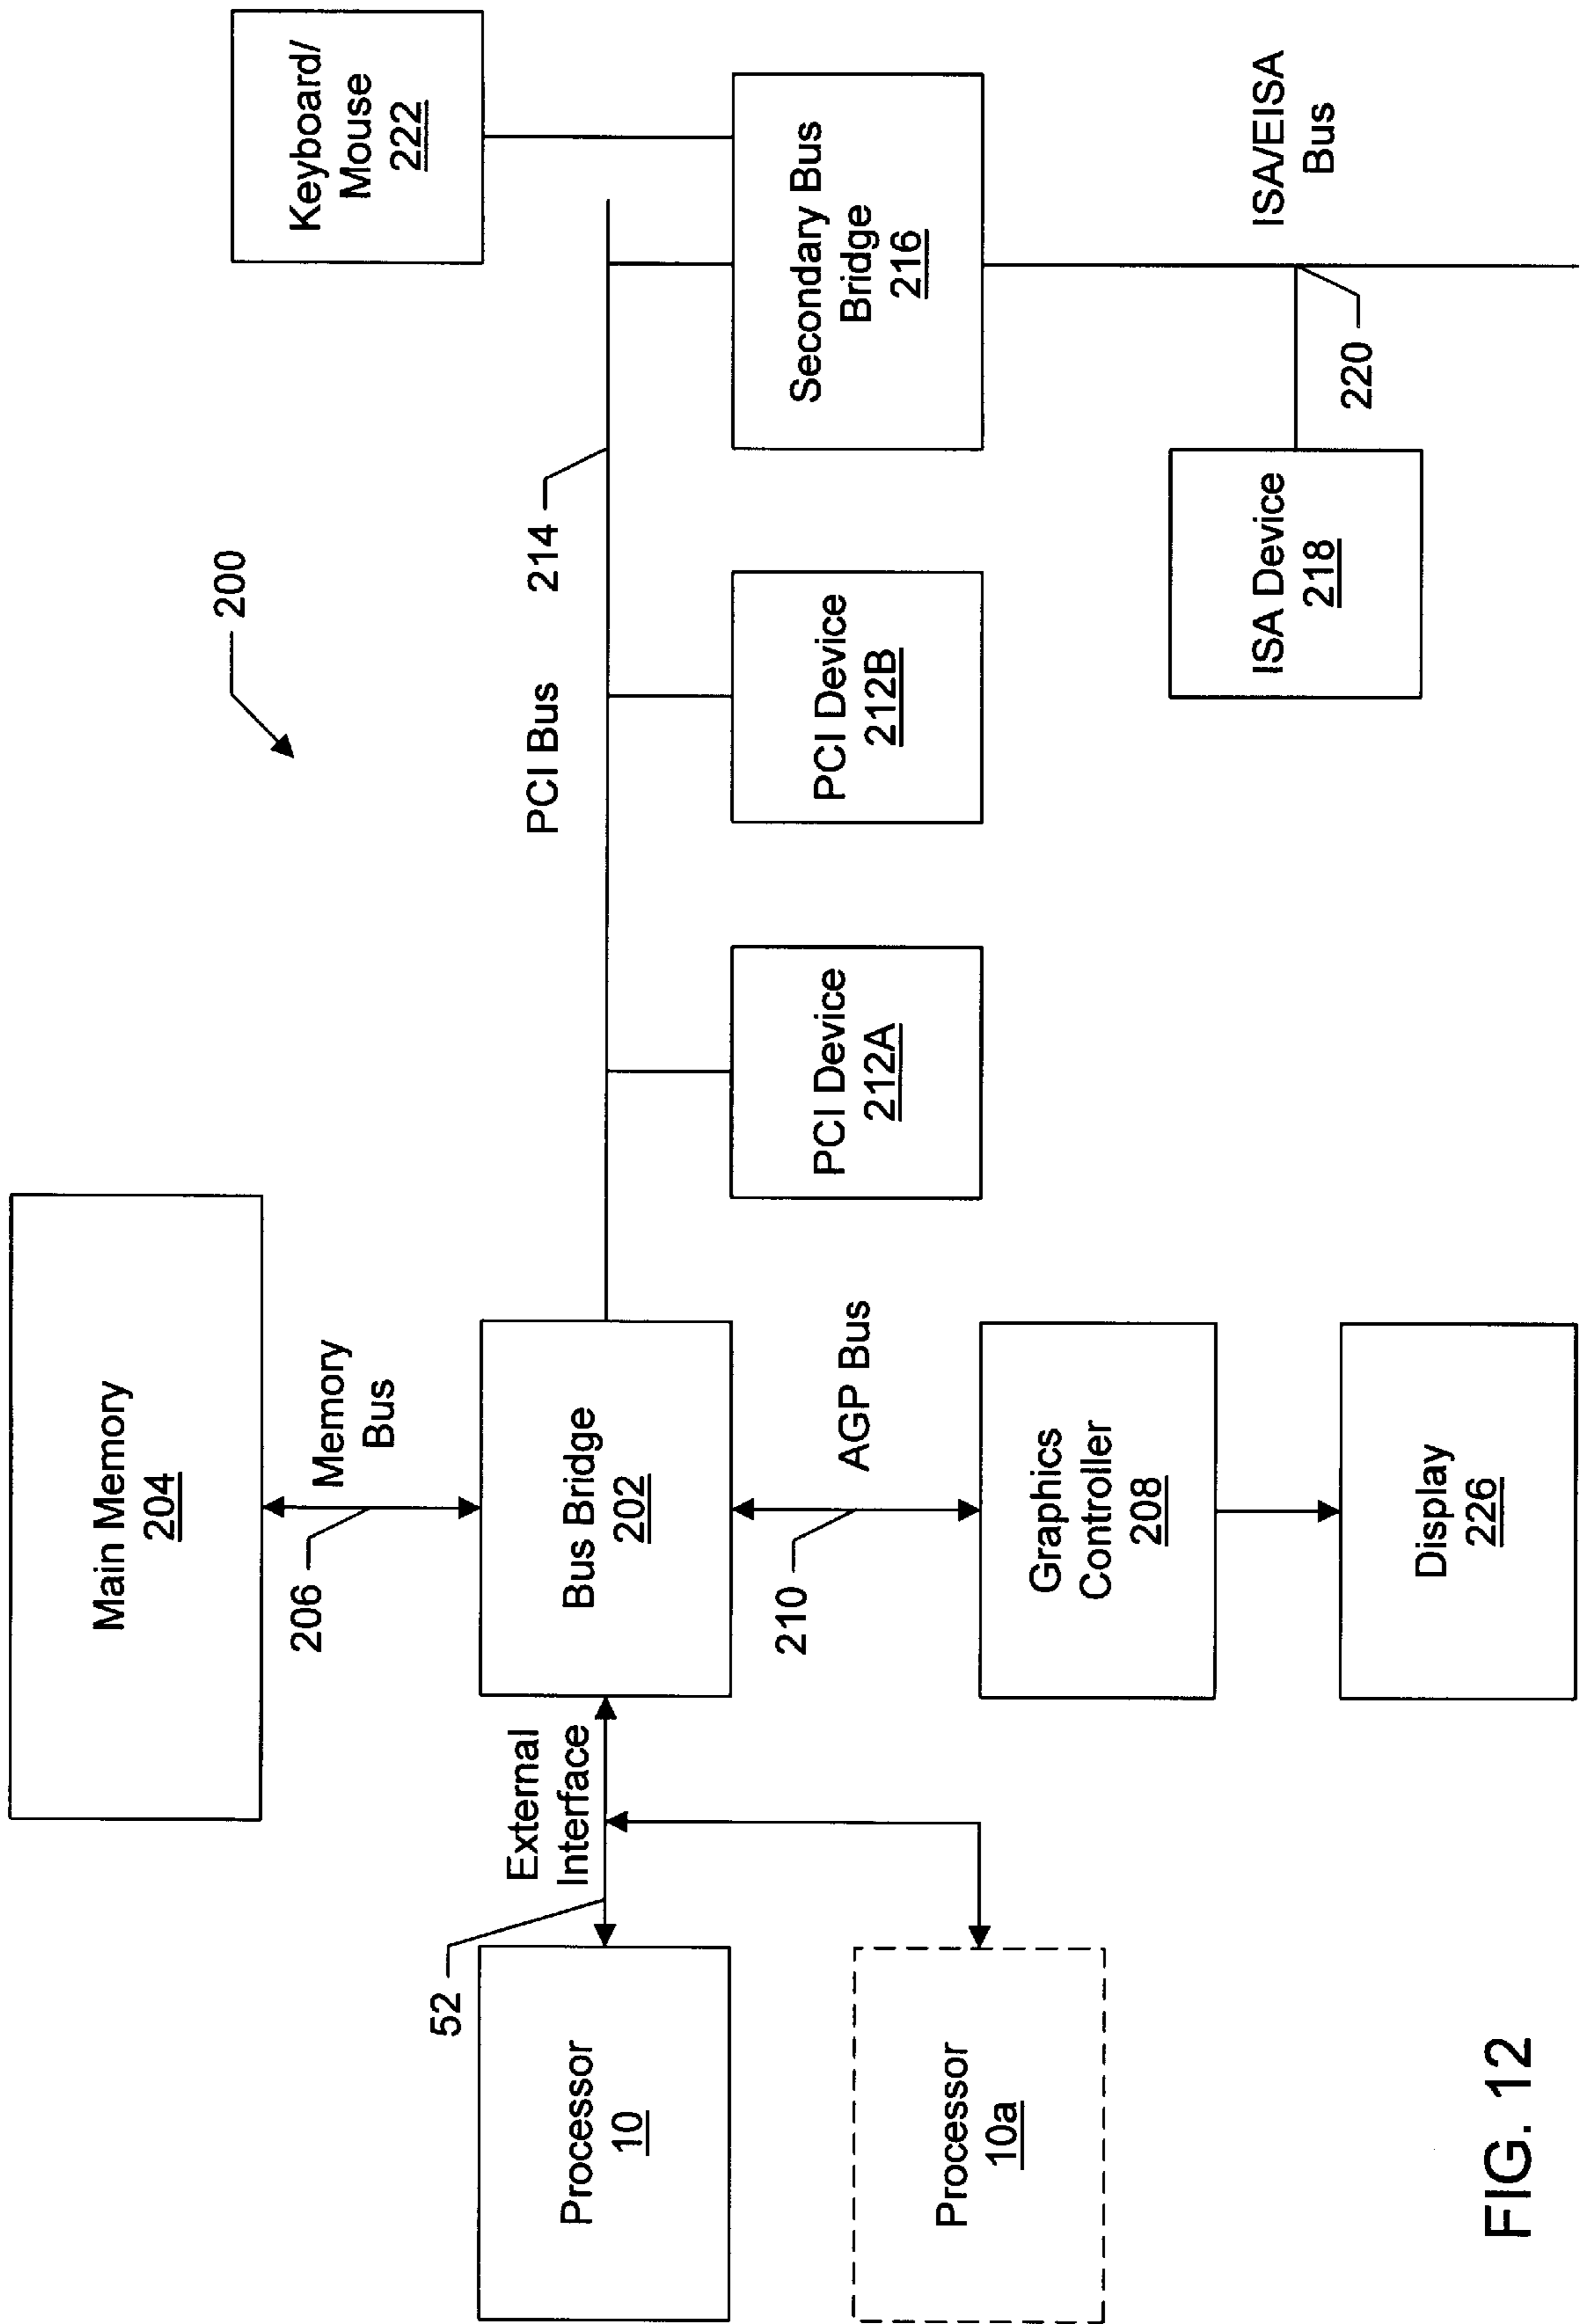 Main Memory
204
Keyboard/
Mouse
222
200
206
Memory
Bus
PCI Bus
214
52
External
Interface
Processor
10
Bus Bridge
202
PCI Device
212A
PCI Device
212B
Secondary Bus
Bridge
216
210
AGP Bus
Processor
10a
Graphics
Controller
208
ISA Device
218
220
ISA/EISA
Bus
Display
226
FIG. 12